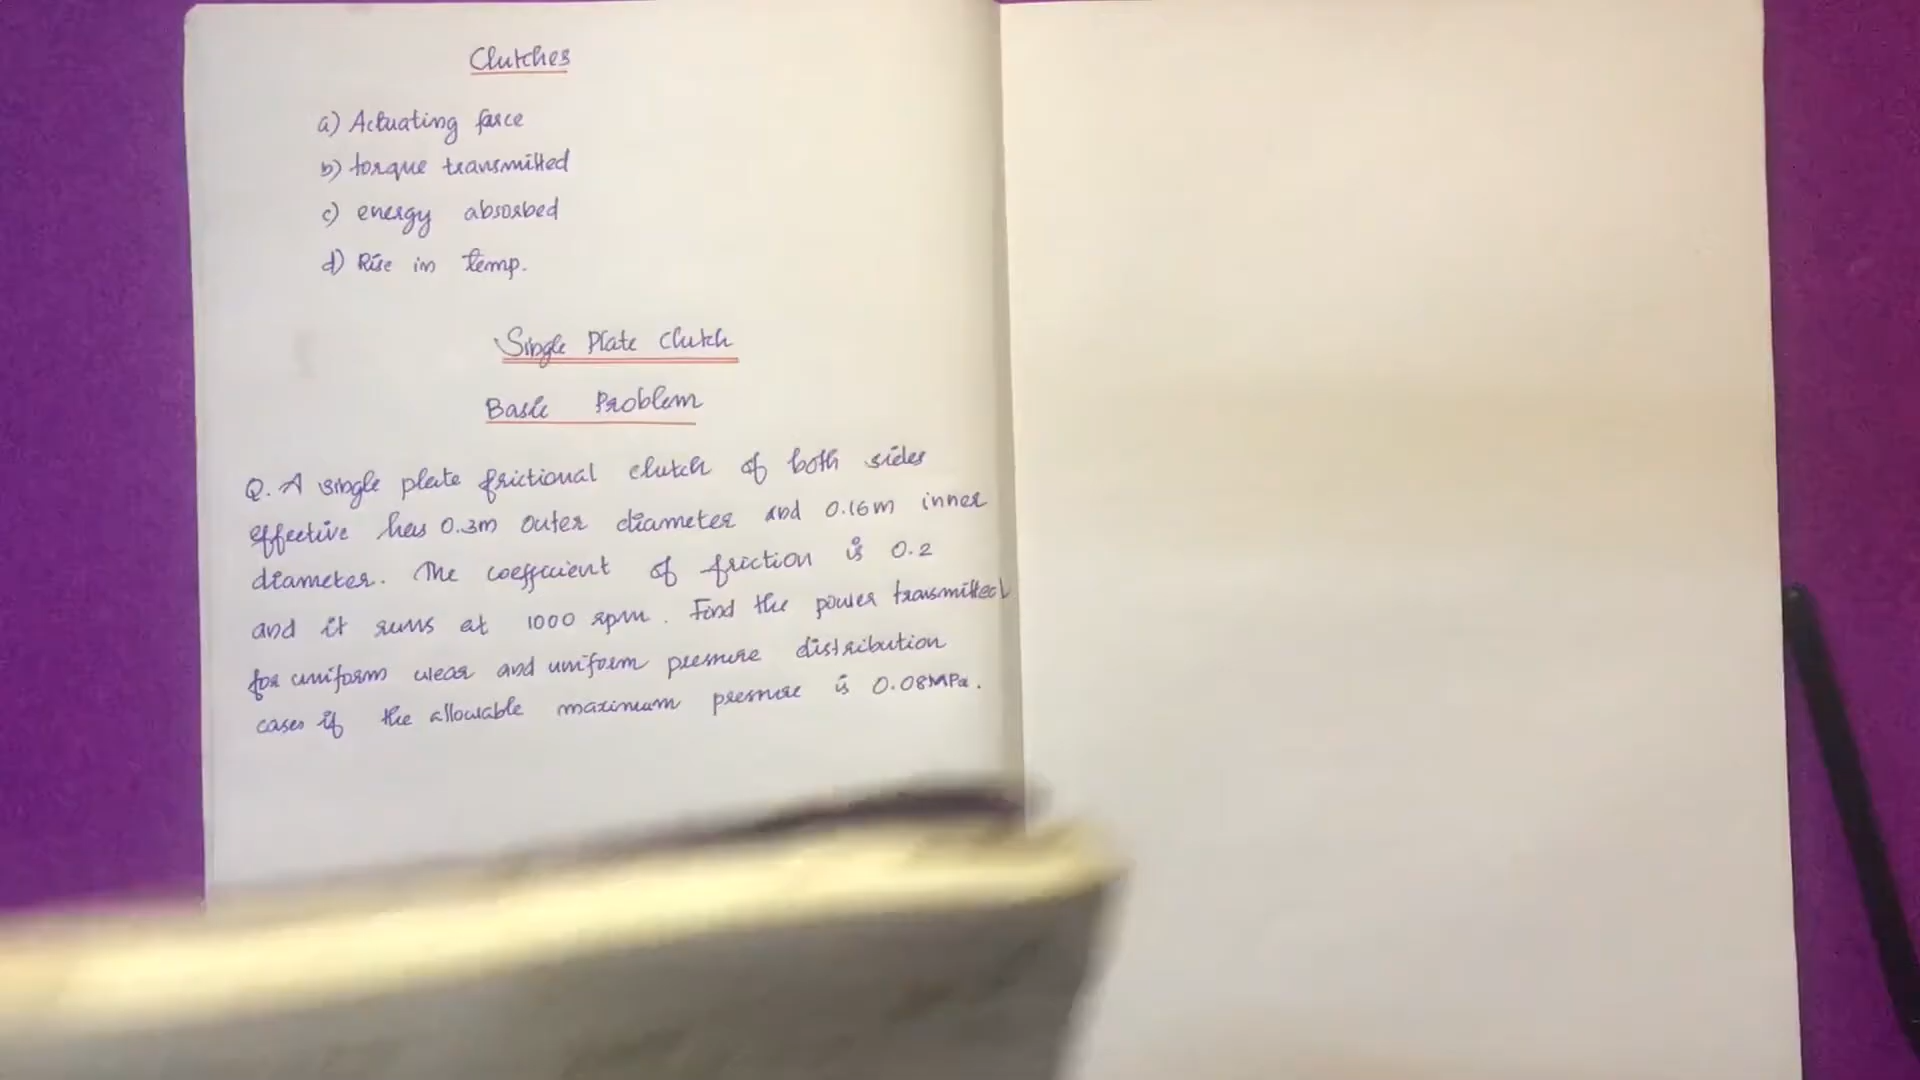 Clutches
a) Actuating force
b) torque transmitted
c) energy absorbed
d) Rise in temp.
Single Plate Clutch
Basic Problem
Q. A single plate frictional clutch of both sides
effective has 0.3m outer diameter and 0.16m inner
diameter. The coefficient of friction is 0.2
and it runs at 1000 rpm. Find the power transmitted
for uniform wear and uniform pressure distribution
cases if the allowable maximum pressure is 0.08MPa.